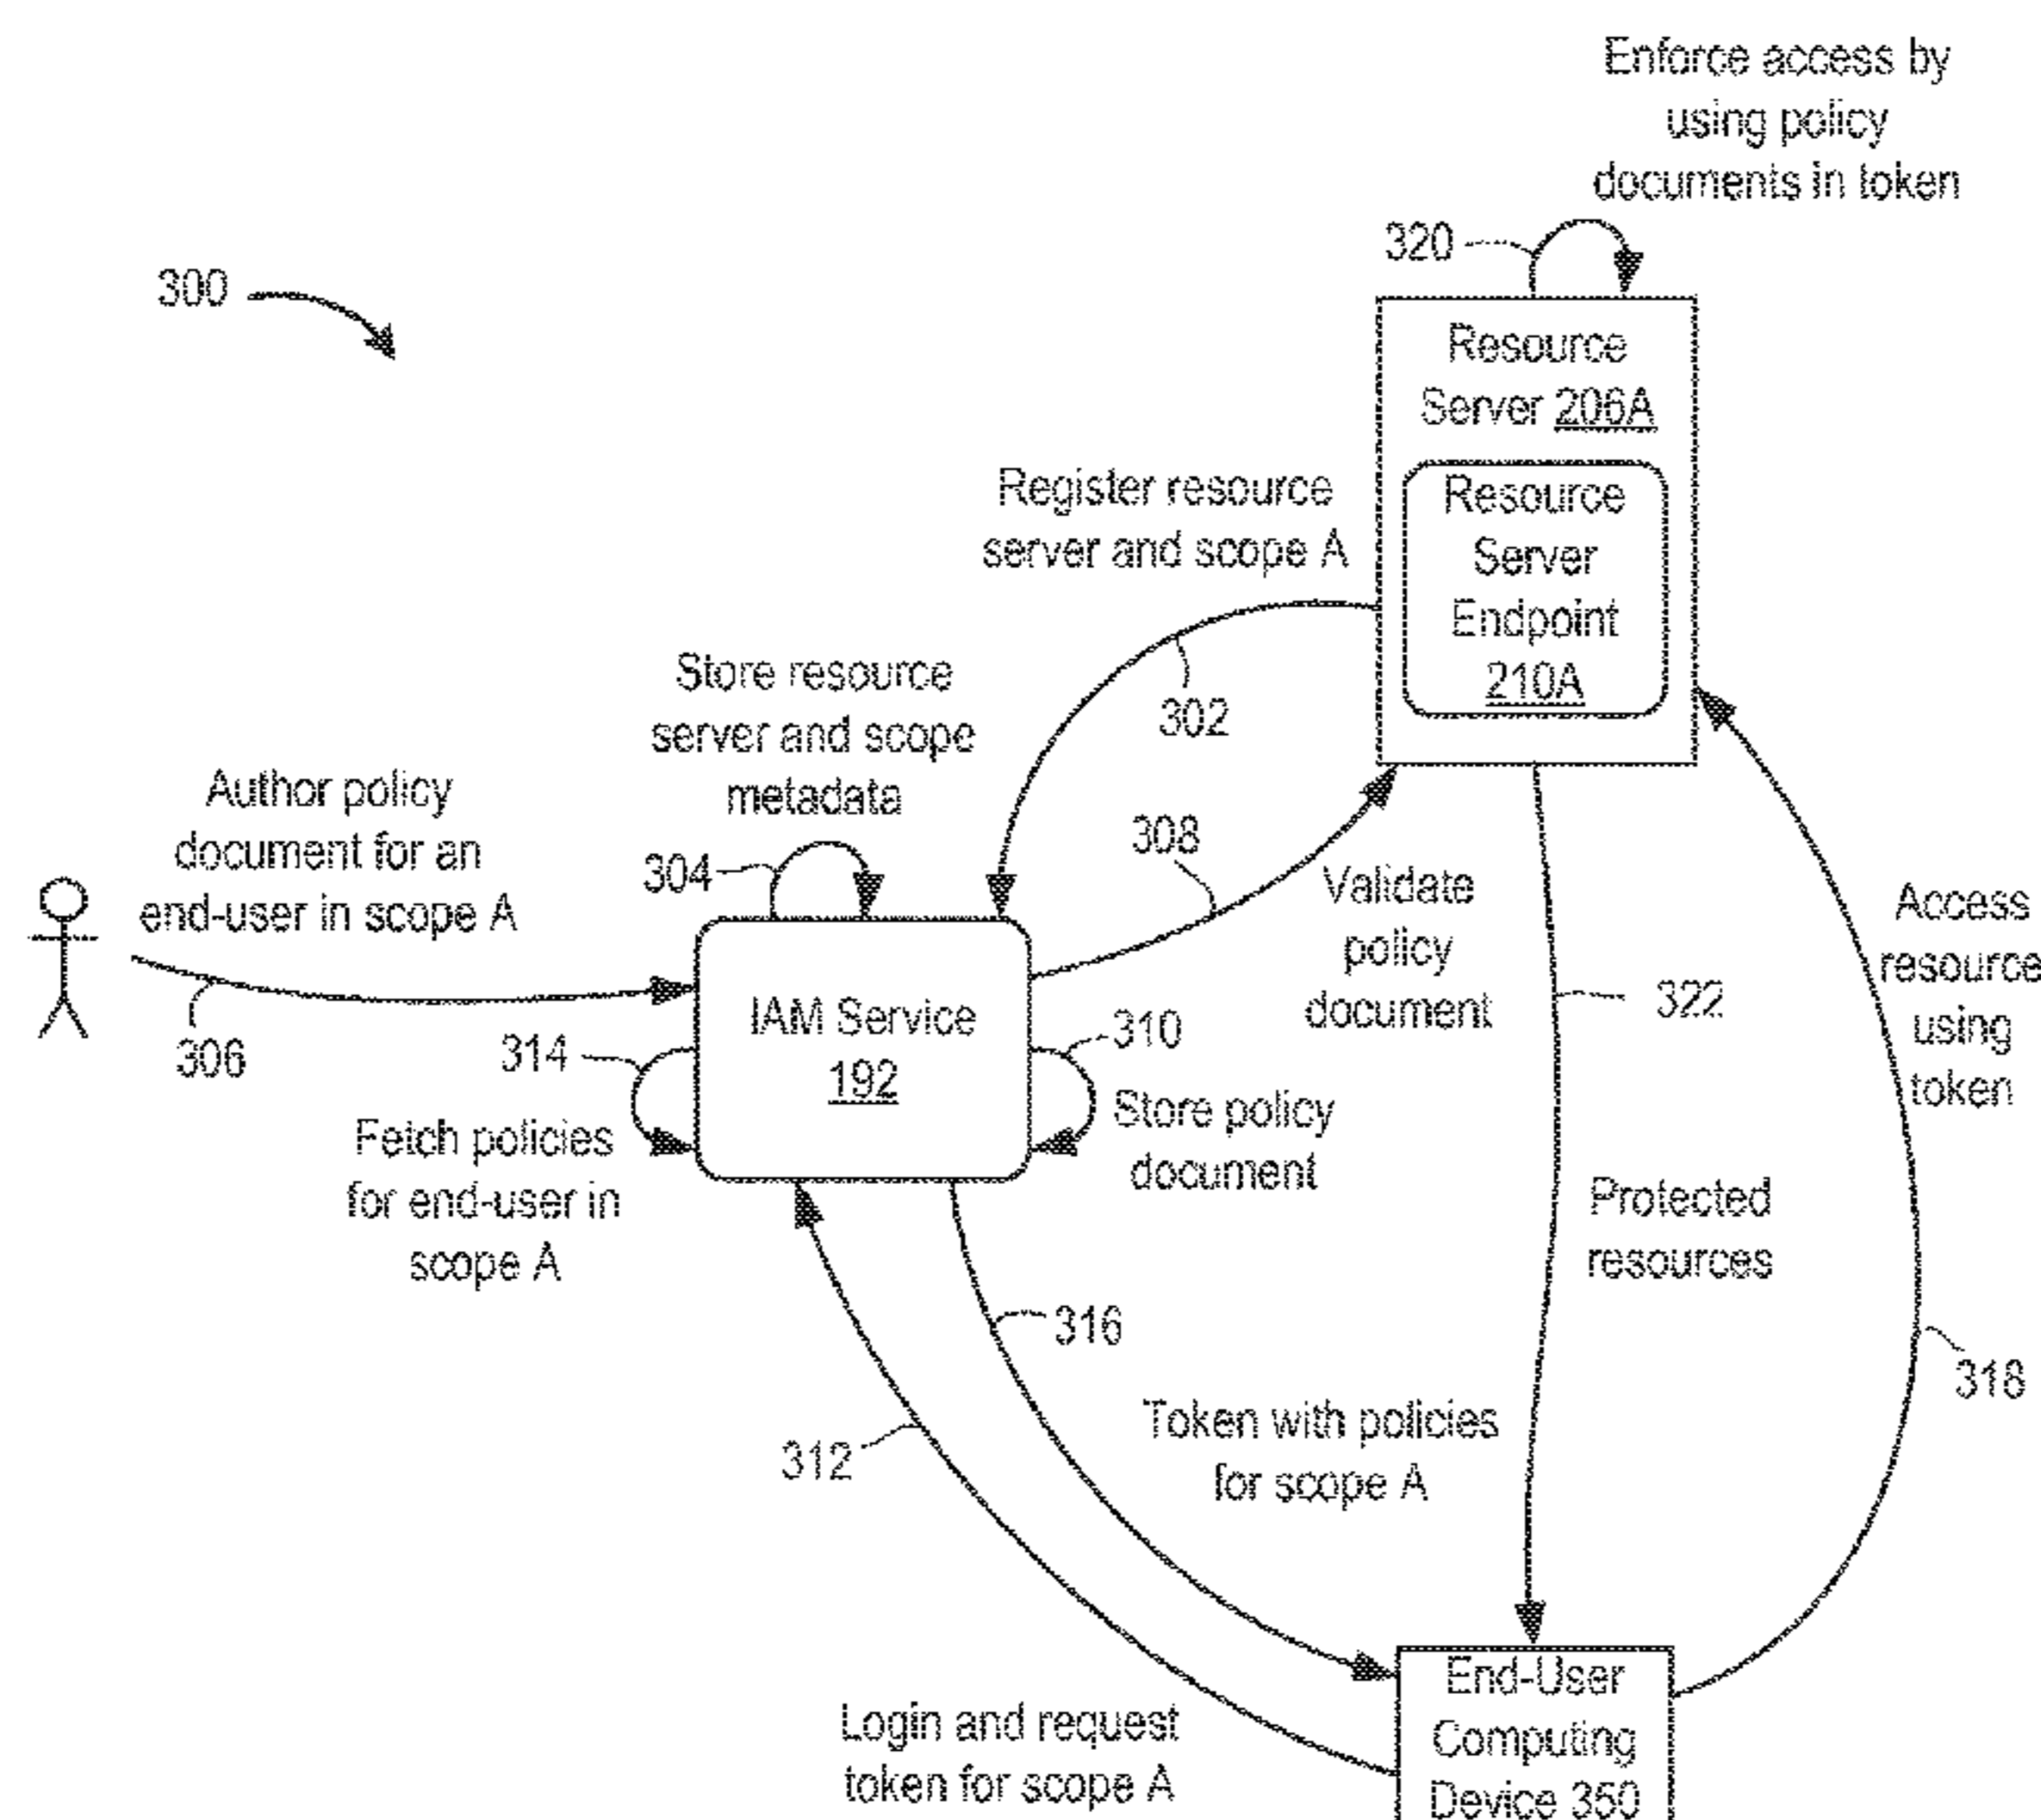 Enforce access by
using policy
documents in token
320
300
Resource
Server 206A
Resource
Server
Endpoint
210A
Register resource
server and scope A
302
Store resource
server and scope
metadata
304
Author policy
document for an
end-user in scope A
306
308
Validate
policy
document
IAM Service
192
310
Store policy
document
314
Fetch policies
for end-user in
scope A
322
Access
resource
using
token
Protected
resources
316
318
312
Token with policies
for scope A
Login and request
token for scope A
End-User
Computing
Device 350